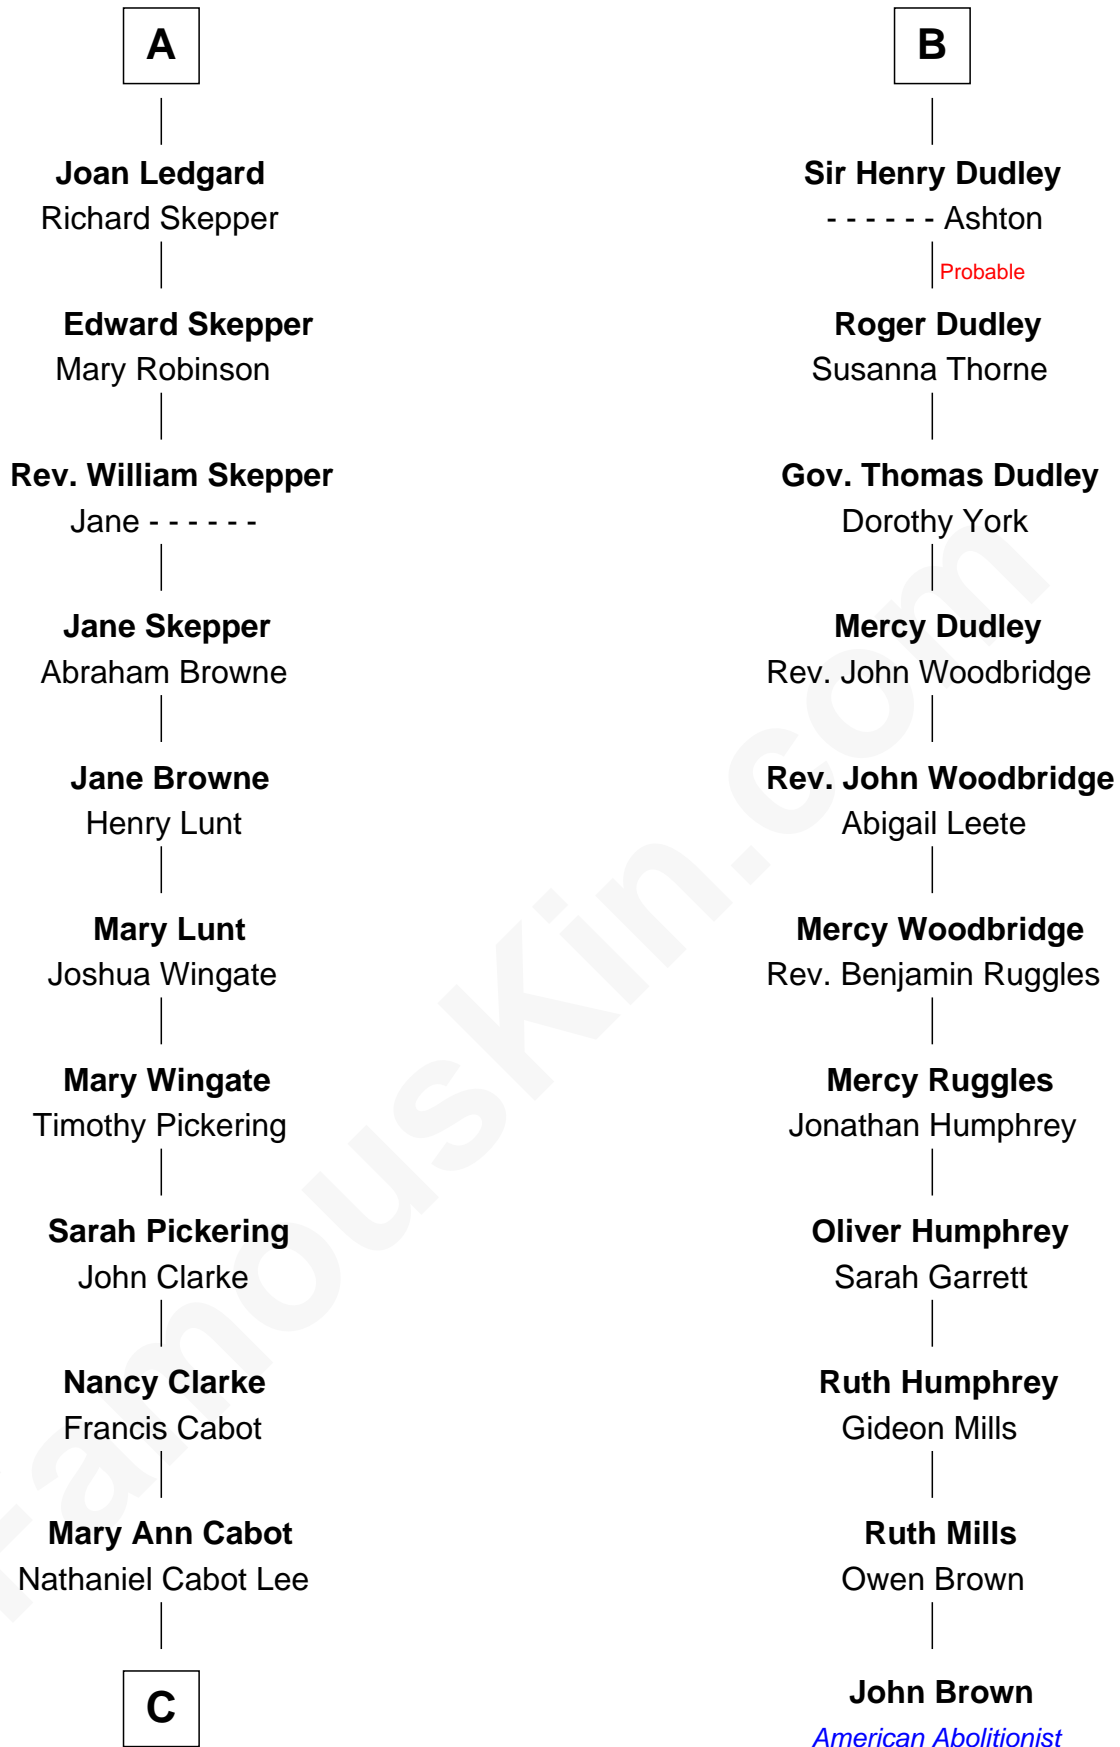 A
Joan Ledgard
Richard Skepper
Edward Skepper
Mary Robinson
Rev. William Skepper
Jane - - - - - -
Jane Skepper
Abraham Browne
Jane Browne
Henry Lunt
Mary Lunt
Joshua Wingate
Mary Wingate
Timothy Pickering
Sarah Pickering
John Clarke
Nancy Clarke
Francis Cabot
Mary Ann Cabot
Nathaniel Cabot Lee
C
B
Sir Henry Dudley
- - - - - - Ashton
Probable
Roger Dudley
Susanna Thorne
Gov. Thomas Dudley
Dorothy York
Mercy Dudley
Rev. John Woodbridge
Rev. John Woodbridge
Abigail Leete
Mercy Woodbridge
Rev. Benjamin Ruggles
Mercy Ruggles
Jonathan Humphrey
Oliver Humphrey
Sarah Garrett
Ruth Humphrey
Gideon Mills
Ruth Mills
Owen Brown
John Brown
American Abolitionist
FamousKin.com